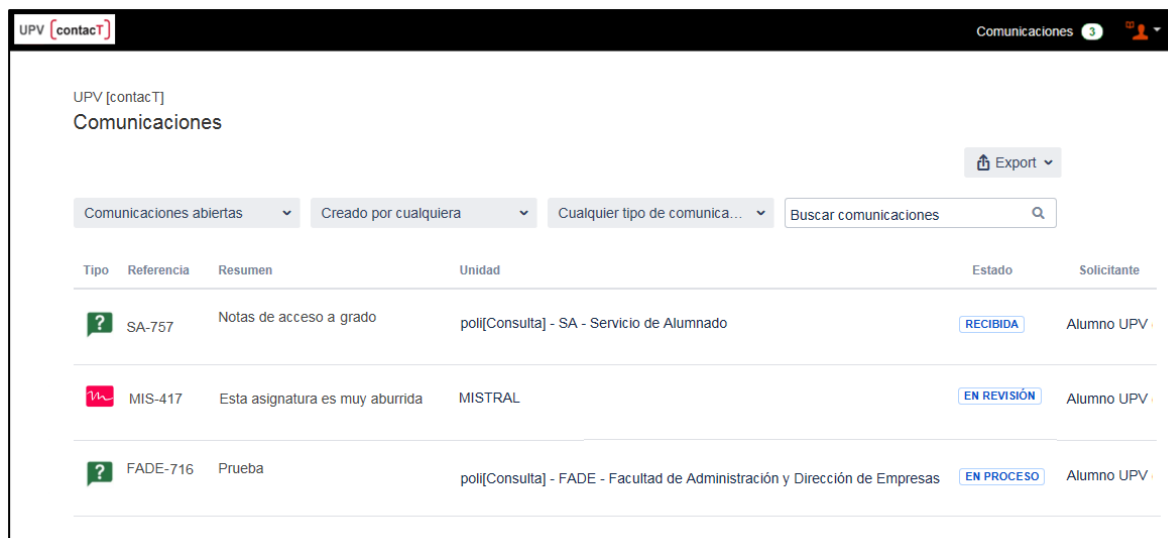 UPV [contacT]
Comunicaciones 3
UPV [contacT]
Comunicaciones
Export
Comunicaciones abiertas Creado por cualquiera Cualquier tipo de comunica... Buscar comunicaciones
Tipo Referencia Resumen Unidad Estado Solicitante
? SA-757 Notas de acceso a grado poli[Consulta] - SA - Servicio de Alumnado RECIBIDA Alumno UPV
MIS-417 Esta asignatura es muy aburrida MISTRAL EN REVISIÓN Alumno UPV
? FADE-716 Prueba poli[Consulta] - FADE - Facultad de Administración y Dirección de Empresas EN PROCESO Alumno UPV